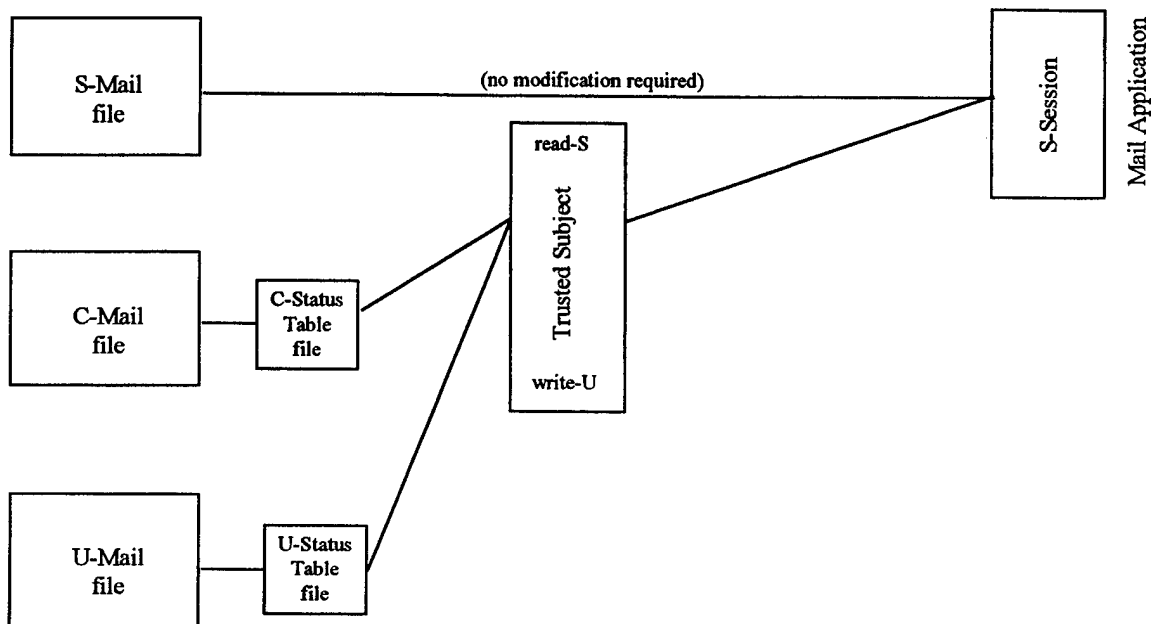 S-Mail
file
(no modification required)
S-Session
Mail Application
read-S
Trusted Subject
write-U
C-Mail
file
C-Status
Table
file
U-Mail
file
U-Status
Table
file